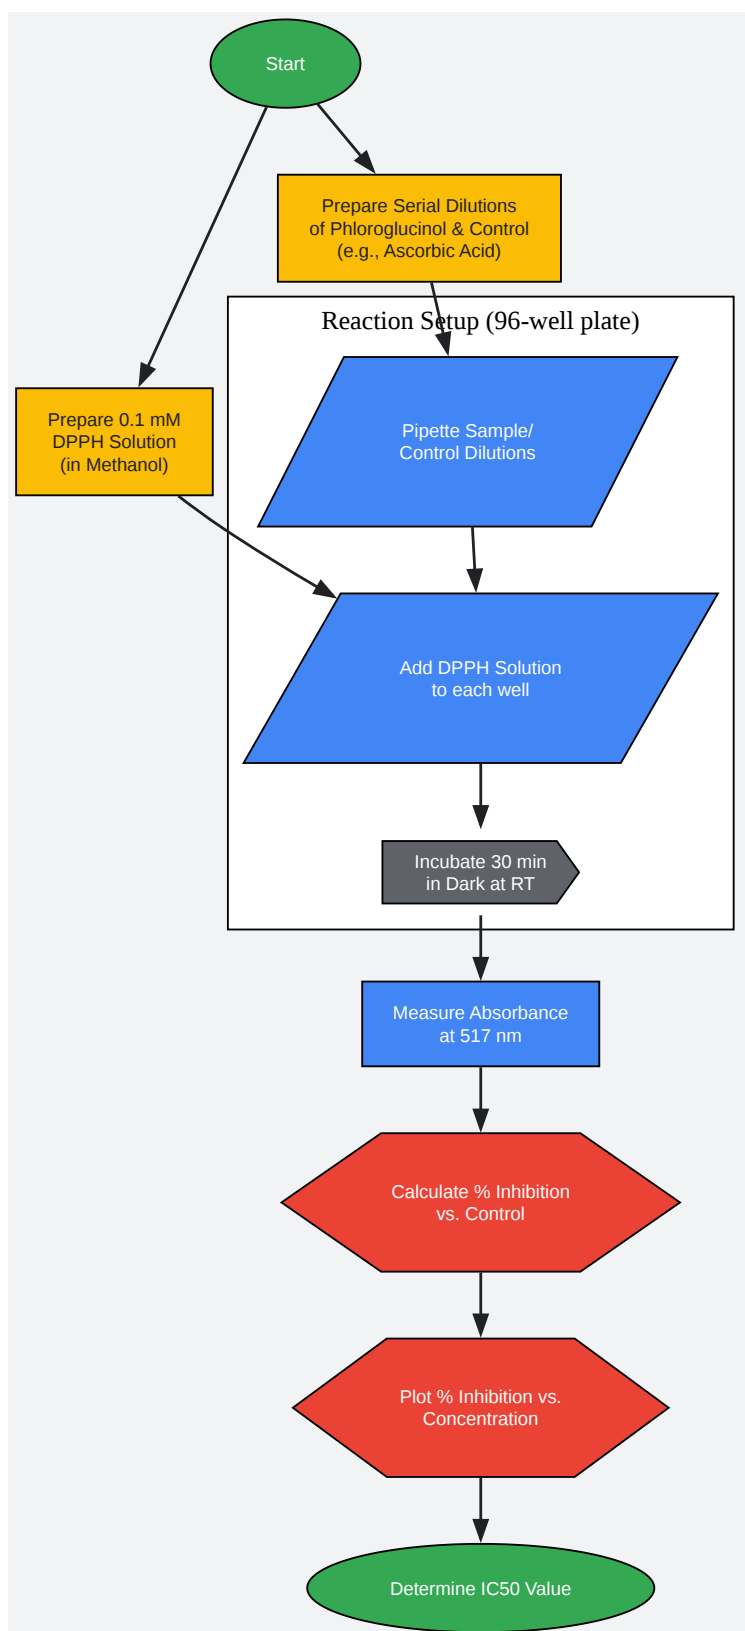 Start
Prepare Serial Dilutions
of Phloroglucinol & Control
(e.g., Ascorbic Acid)
Reaction Setup (96-well plate)
Prepare 0.1 mM
DPPH Solution
(in Methanol)
Pipette Sample/
Control Dilutions
Add DPPH Solution
to each well
Incubate 30 min
in Dark at RT
Measure Absorbance
at 517 nm
Calculate % Inhibition
vs. Control
Plot % Inhibition vs.
Concentration
Determine IC50 Value